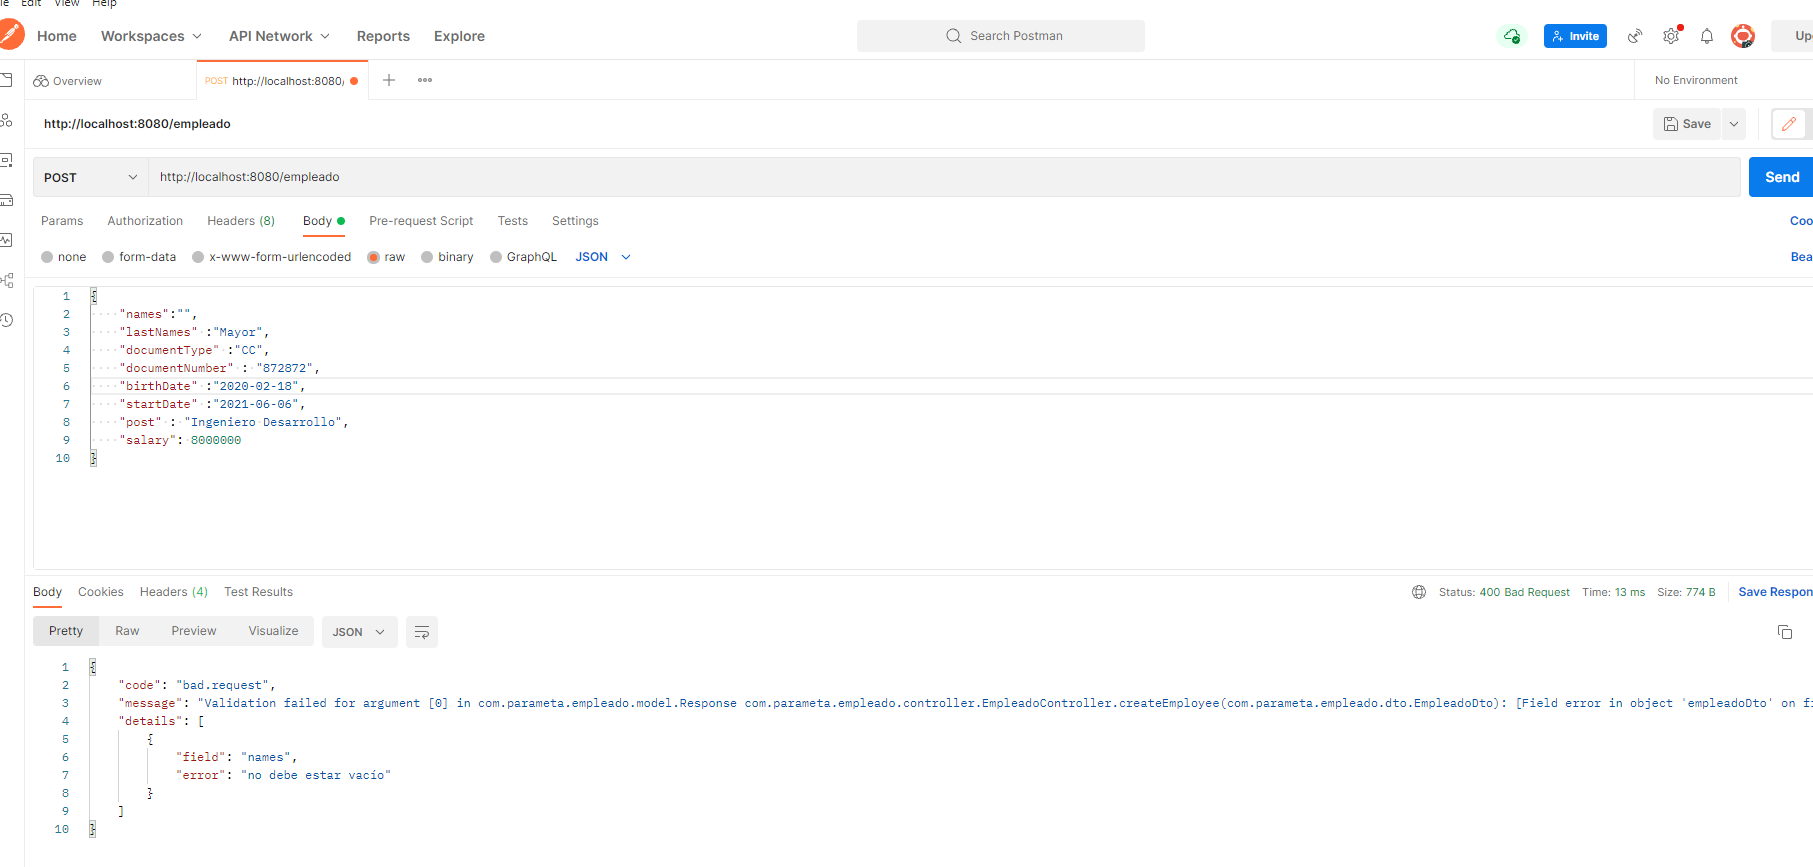 Edit View Help
Home Workspaces API Network Reports Explore
Search Postman
Invite
Overview
POST http://localhost:8080/
No Environment
http://localhost:8080/empleado
Save
POST http://localhost:8080/empleado
Send
Params Authorization Headers (8) Body Pre-request Script Tests Settings
none form-data x-www-form-urlencoded raw binary GraphQL JSON
1 {
2 "names":"",
3 "lastNames" :"Mayor",
4 "documentType" :"CC",
5 "documentNumber" : "872872",
6 "birthDate" :"2020-02-18",
7 "startDate" :"2021-06-06",
8 "post" : "Ingeniero Desarrollo",
9 "salary": 8000000
10 }
Body Cookies Headers (4) Test Results
Status: 400 Bad Request Time: 13 ms Size: 774 B Save Respon
Pretty Raw Preview Visualize JSON
1 {
2 "code": "bad.request",
3 "message": "Validation failed for argument [0] in com.parameta.empleado.model.Response com.parameta.empleado.controller.EmpleadoController.createEmployee(com.parameta.empleado.dto.EmpleadoDto): [Field error in object 'empleadoDto' on fi
4 "details": [
5 {
6 "field": "names",
7 "error": "no debe estar vacío"
8 }
9 ]
10 }